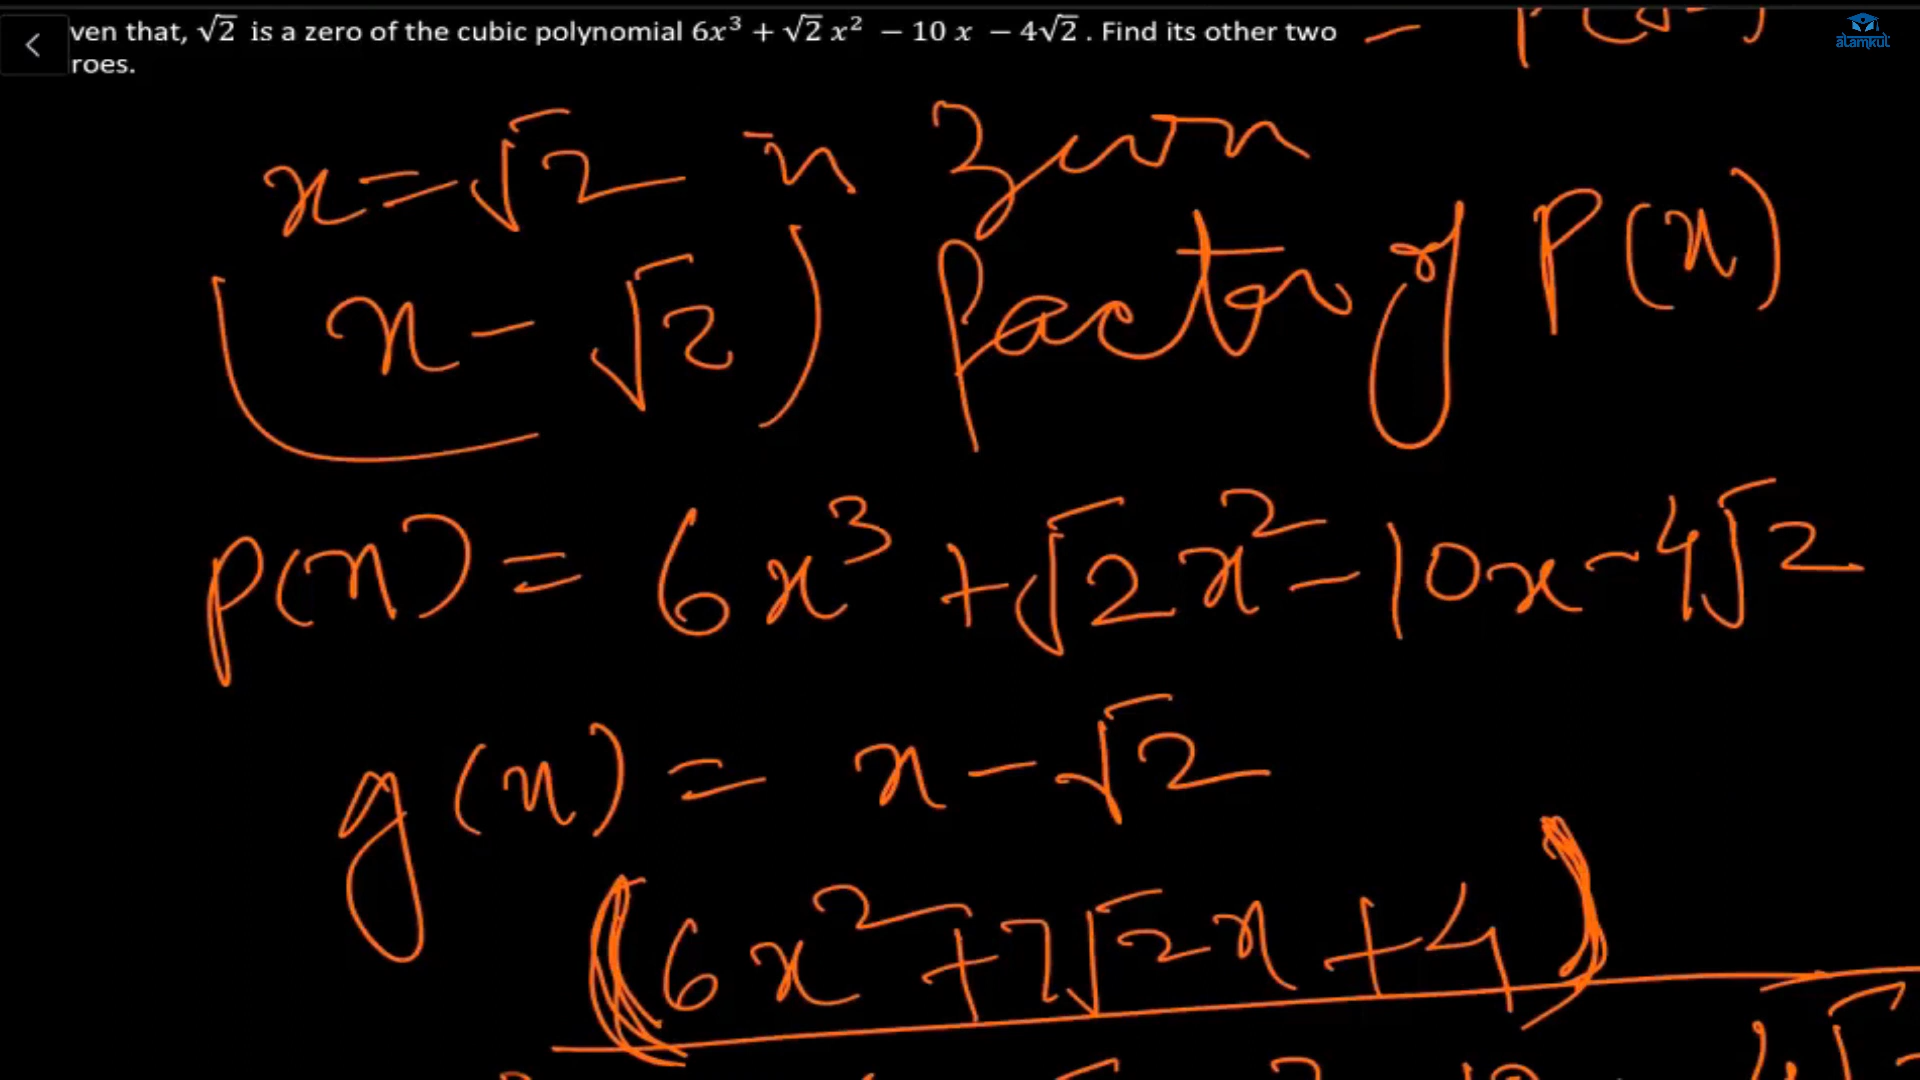 ven that, √2 is a zero of the cubic polynomial 6x³ + √2 x² − 10 x − 4√2 . Find its other two
roes.
alamkul
x = √2 is Zero
(x − √2) factor of P(x)
p(x) = 6x³ + √2x² − 10x − 4√2
g(x) = x − √2
(6x² + 7√2x + 4)